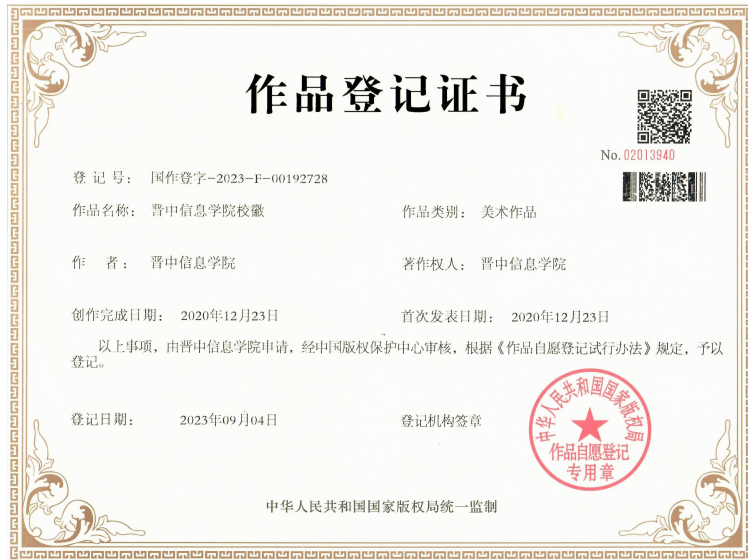 作品登记证书
No.02013940
登 记 号： 国作登字-2023-F-00192728
作品名称： 晋中信息学院校徽 作品类别： 美术作品
作 者： 晋中信息学院 著作权人： 晋中信息学院
创作完成日期： 2020年12月23日 首次发表日期： 2020年12月23日
以上事项，由晋中信息学院申请，经中国版权保护中心审核，根据《作品自愿登记试行办法》规定，予以
登记。
登记日期： 2023年09月04日 登记机构签章
中华人民共和国国家版权局
作品自愿登记
专用章
中华人民共和国国家版权局统一监制